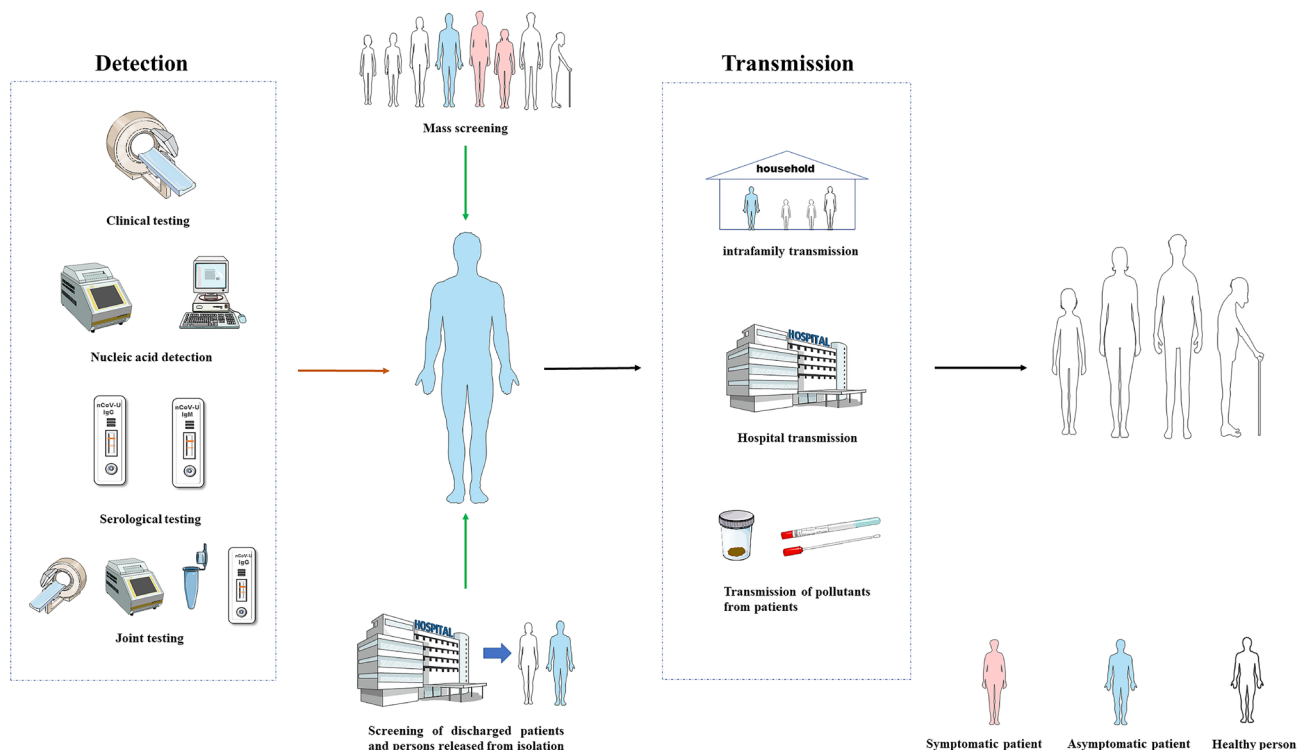 Detection
Clinical testing
Nucleic acid detection
nCoV-U
IgG
nCoV-U
IgM
Serological testing
nCoV-U
IgG
Joint testing
Mass screening
HOSPITAL
Screening of discharged patients
and persons released from isolation
Transmission
household
intrafamily transmission
HOSPITAL
Hospital transmission
Transmission of pollutants
from patients
Symptomatic patient
Asymptomatic patient
Healthy person